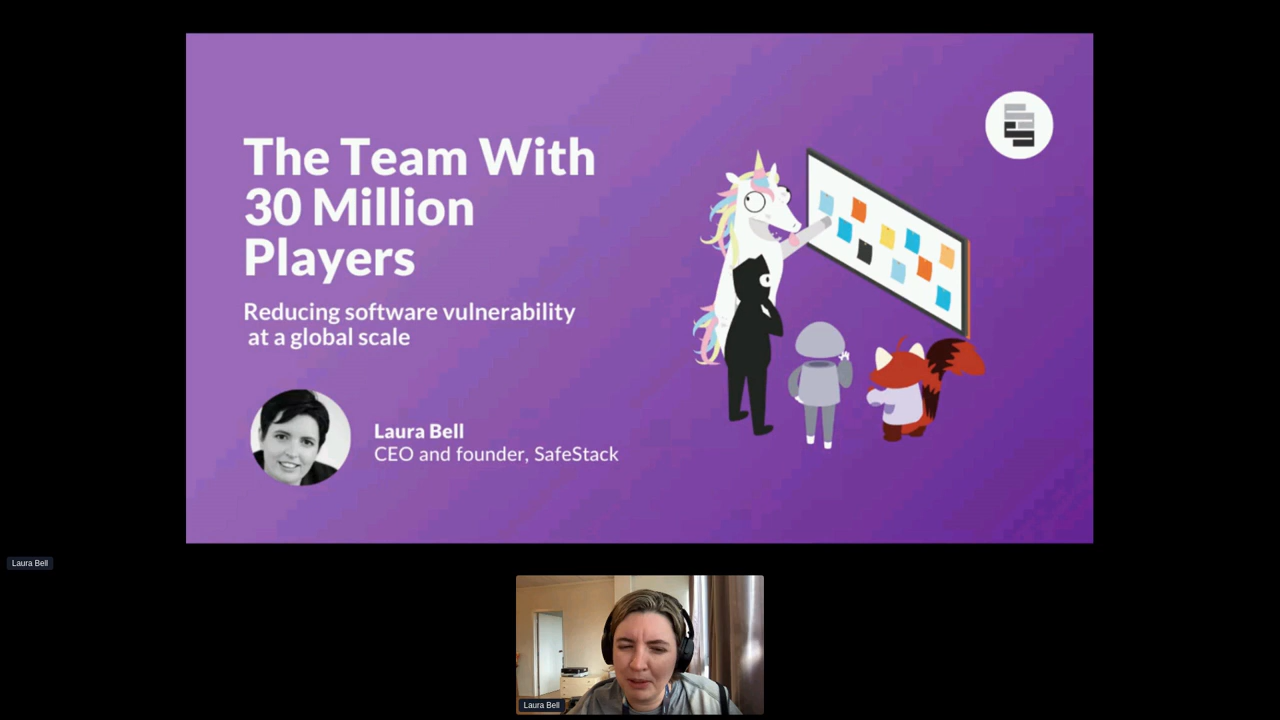 The Team With
30 Million
Players
Reducing software vulnerability
at a global scale
Laura Bell
CEO and founder, SafeStack
Laura Bell
Laura Bell